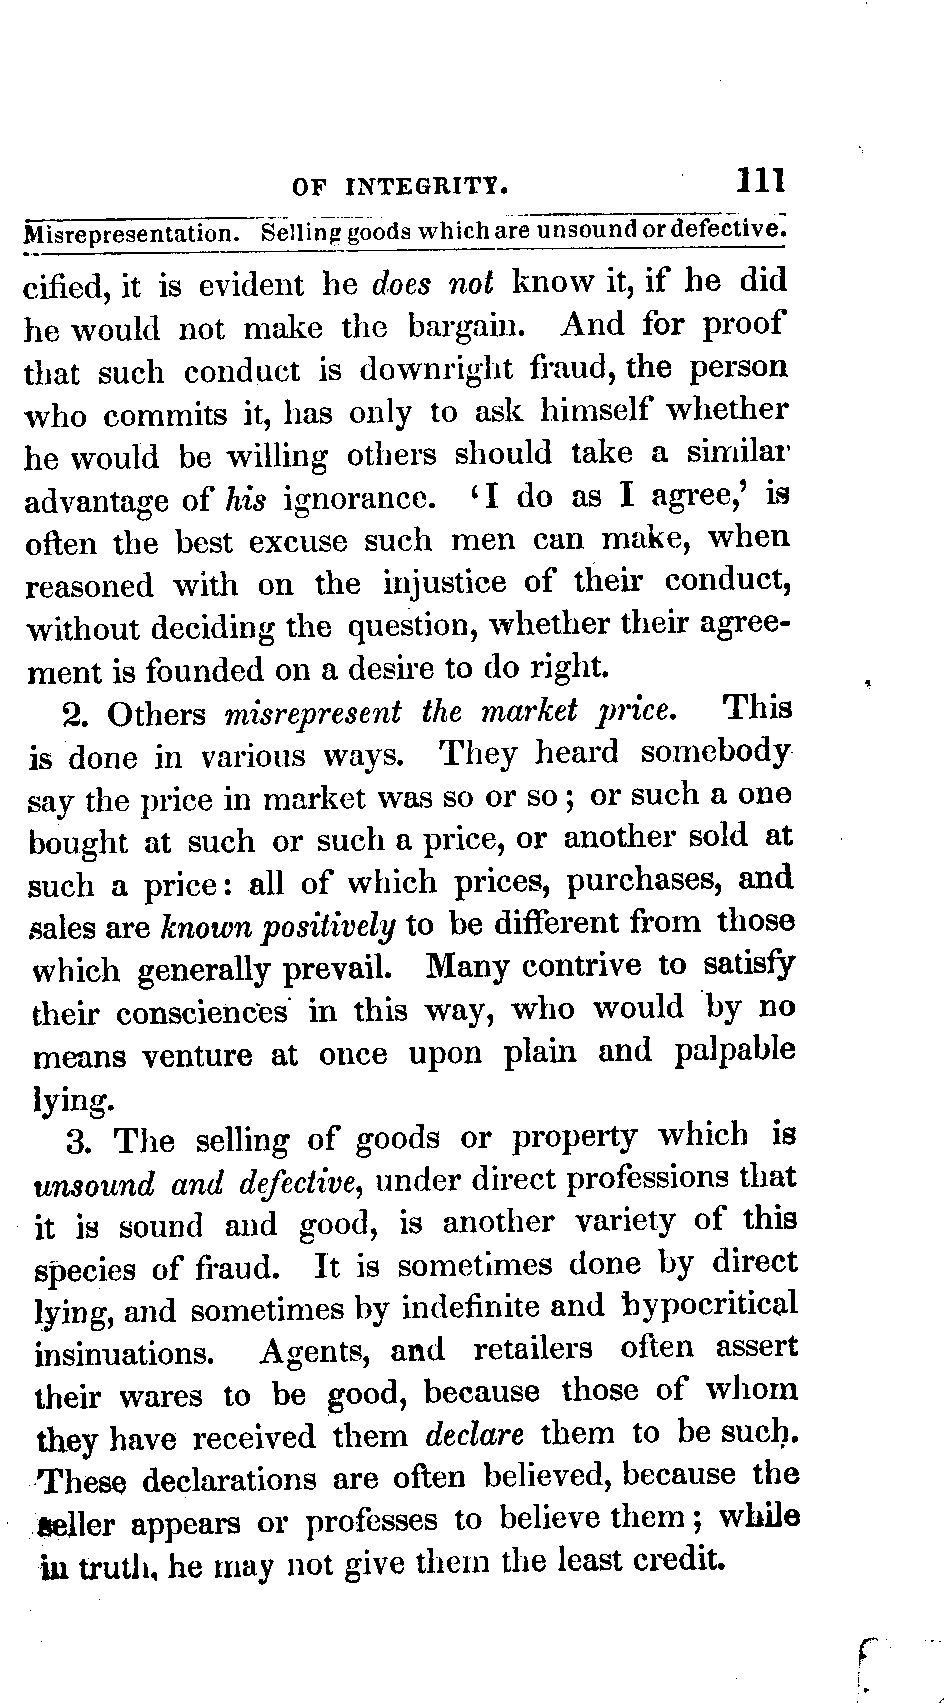 OF INTEGRITY. 111
Misrepresentation. Selling goods which are unsound or defective.
cified, it is evident he does not know it, if he did
he would not make the bargain. And for proof
that such conduct is downright fraud, the person
who commits it, has only to ask himself whether
he would be willing others should take a similar
advantage of his ignorance. ‘I do as I agree,’ is
often the best excuse such men can make, when
reasoned with on the injustice of their conduct,
without deciding the question, whether their agree-
ment is founded on a desire to do right.
2. Others misrepresent the market price. This
is done in various ways. They heard somebody
say the price in market was so or so; or such a one
bought at such or such a price, or another sold at
such a price: all of which prices, purchases, and
sales are known positively to be different from those
which generally prevail. Many contrive to satisfy
their consciences in this way, who would by no
means venture at once upon plain and palpable
lying.
3. The selling of goods or property which is
unsound and defective, under direct professions that
it is sound and good, is another variety of this
species of fraud. It is sometimes done by direct
lying, and sometimes by indefinite and hypocritical
insinuations. Agents, and retailers often assert
their wares to be good, because those of whom
they have received them declare them to be such.
These declarations are often believed, because the
seller appears or professes to believe them; while
in truth, he may not give them the least credit.